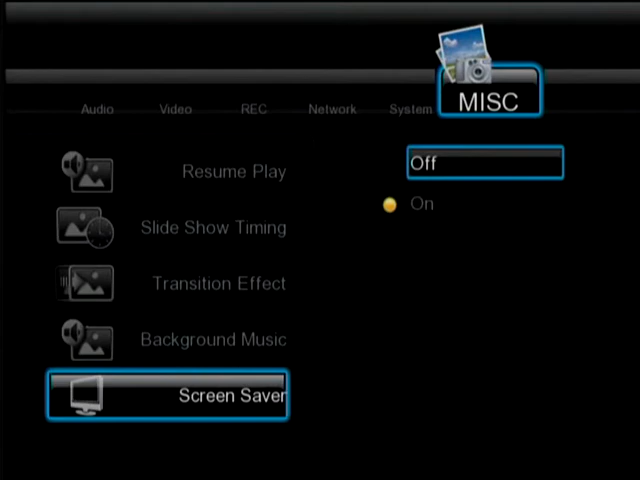 Audio Video REC Network System MISC
Resume Play
Slide Show Timing
Transition Effect
Background Music
Screen Saver
Off
On